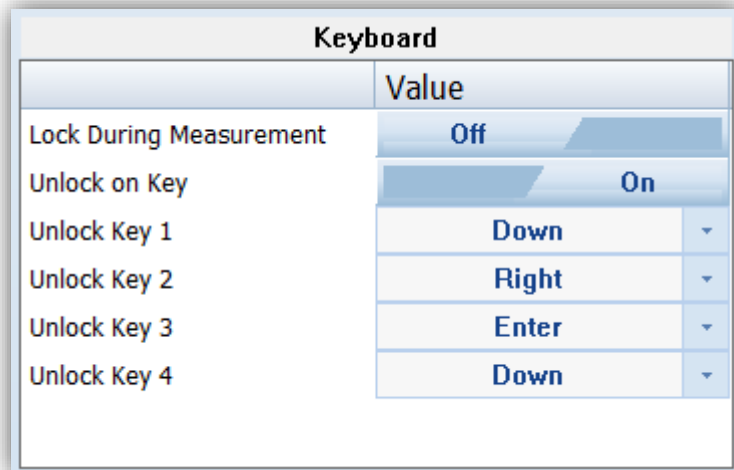 Keyboard
Value
Lock During Measurement Off
Unlock on Key On
Unlock Key 1 Down
Unlock Key 2 Right
Unlock Key 3 Enter
Unlock Key 4 Down